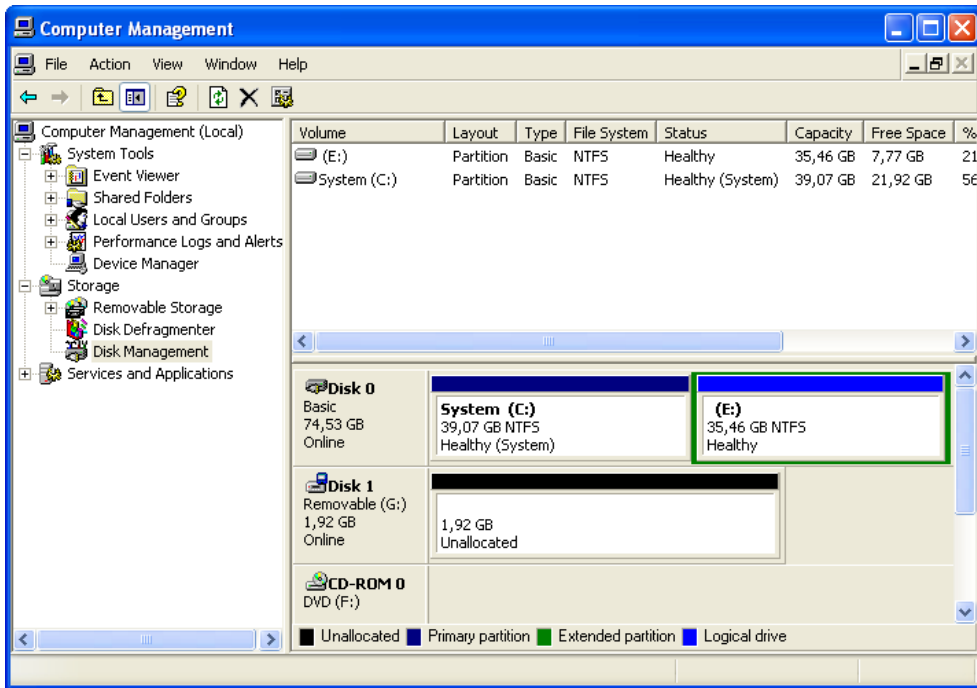 Computer Management
File Action View Window Help
Computer Management (Local)
System Tools
Event Viewer
Shared Folders
Local Users and Groups
Performance Logs and Alerts
Device Manager
Storage
Removable Storage
Disk Defragmenter
Disk Management
Services and Applications
Volume Layout Type File System Status Capacity Free Space %
(E:) Partition Basic NTFS Healthy 35,46 GB 7,77 GB 21
System (C:) Partition Basic NTFS Healthy (System) 39,07 GB 21,92 GB 56
Disk 0
Basic
74,53 GB
Online
System (C:)
39,07 GB NTFS
Healthy (System)
(E:)
35,46 GB NTFS
Healthy
Disk 1
Removable (G:)
1,92 GB
Online
1,92 GB
Unallocated
CD-ROM 0
DVD (F:)
Unallocated Primary partition Extended partition Logical drive